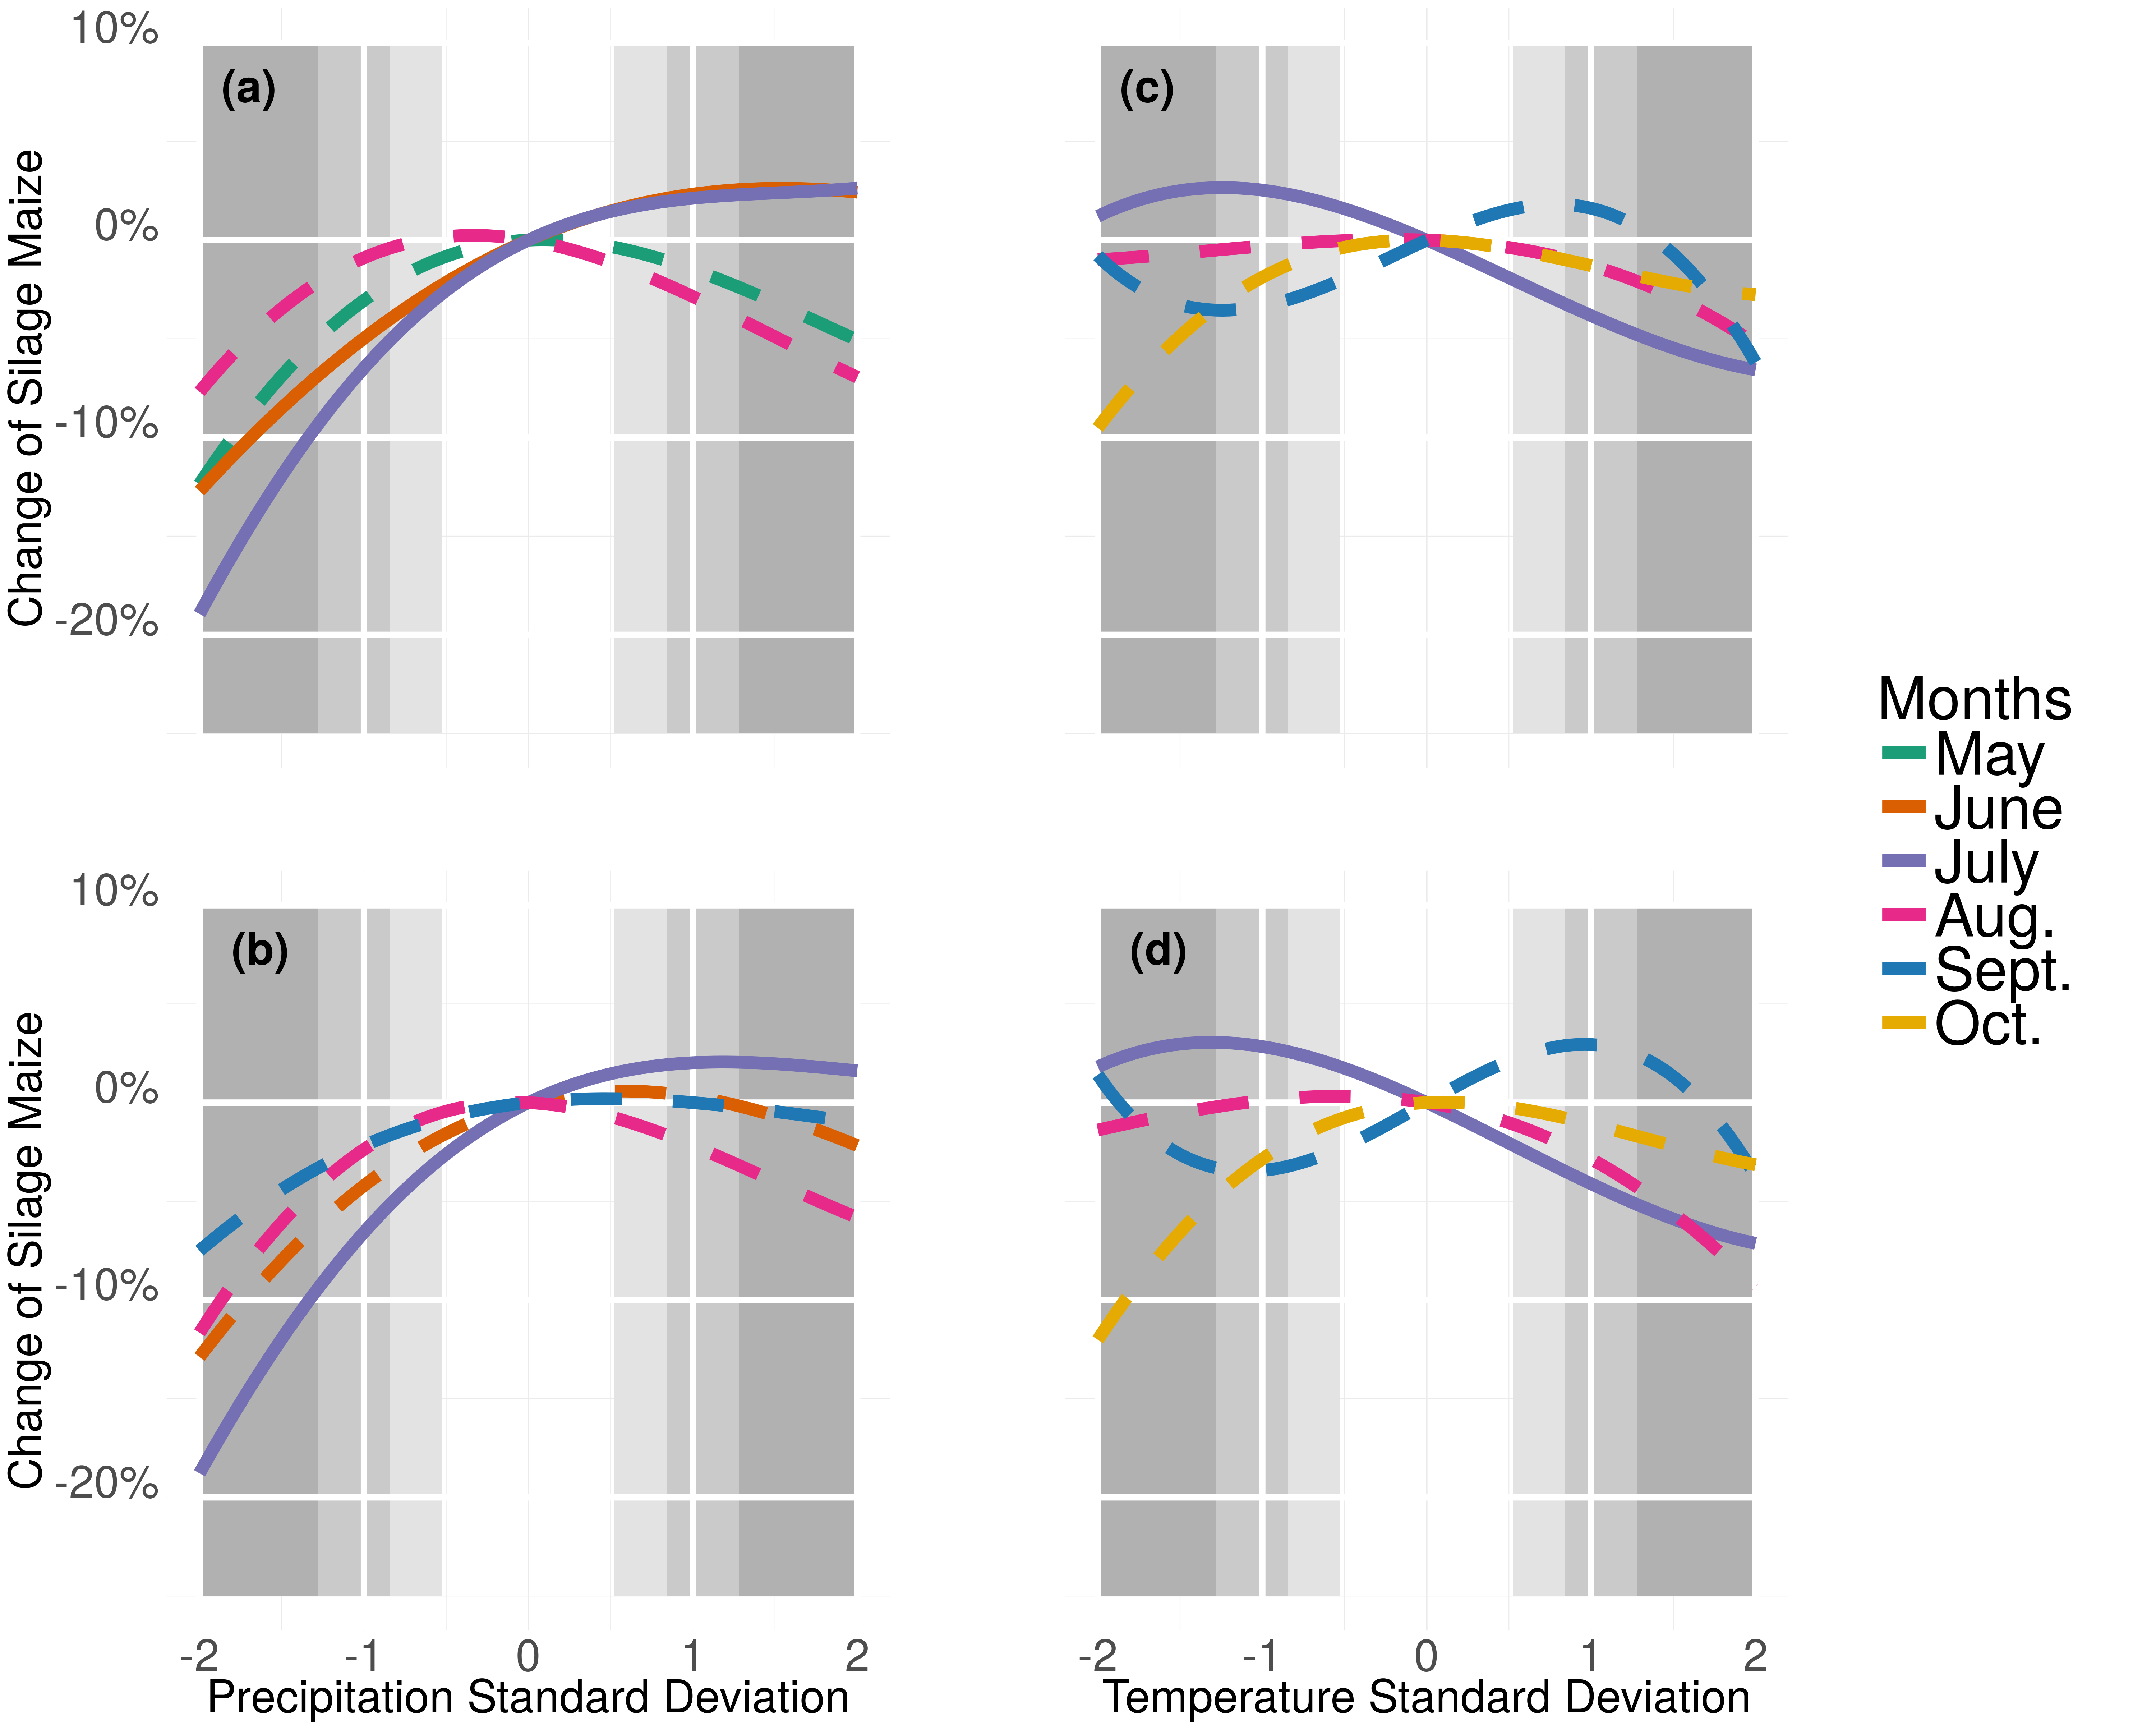 10%
0%
-10%
-20%
Change of Silage Maize
(a)
(c)
10%
0%
-10%
-20%
Change of Silage Maize
(b)
(d)
-2 -1 0 1 2
Precipitation Standard Deviation
-2 -1 0 1 2
Temperature Standard Deviation
Months
May
June
July
Aug.
Sept.
Oct.